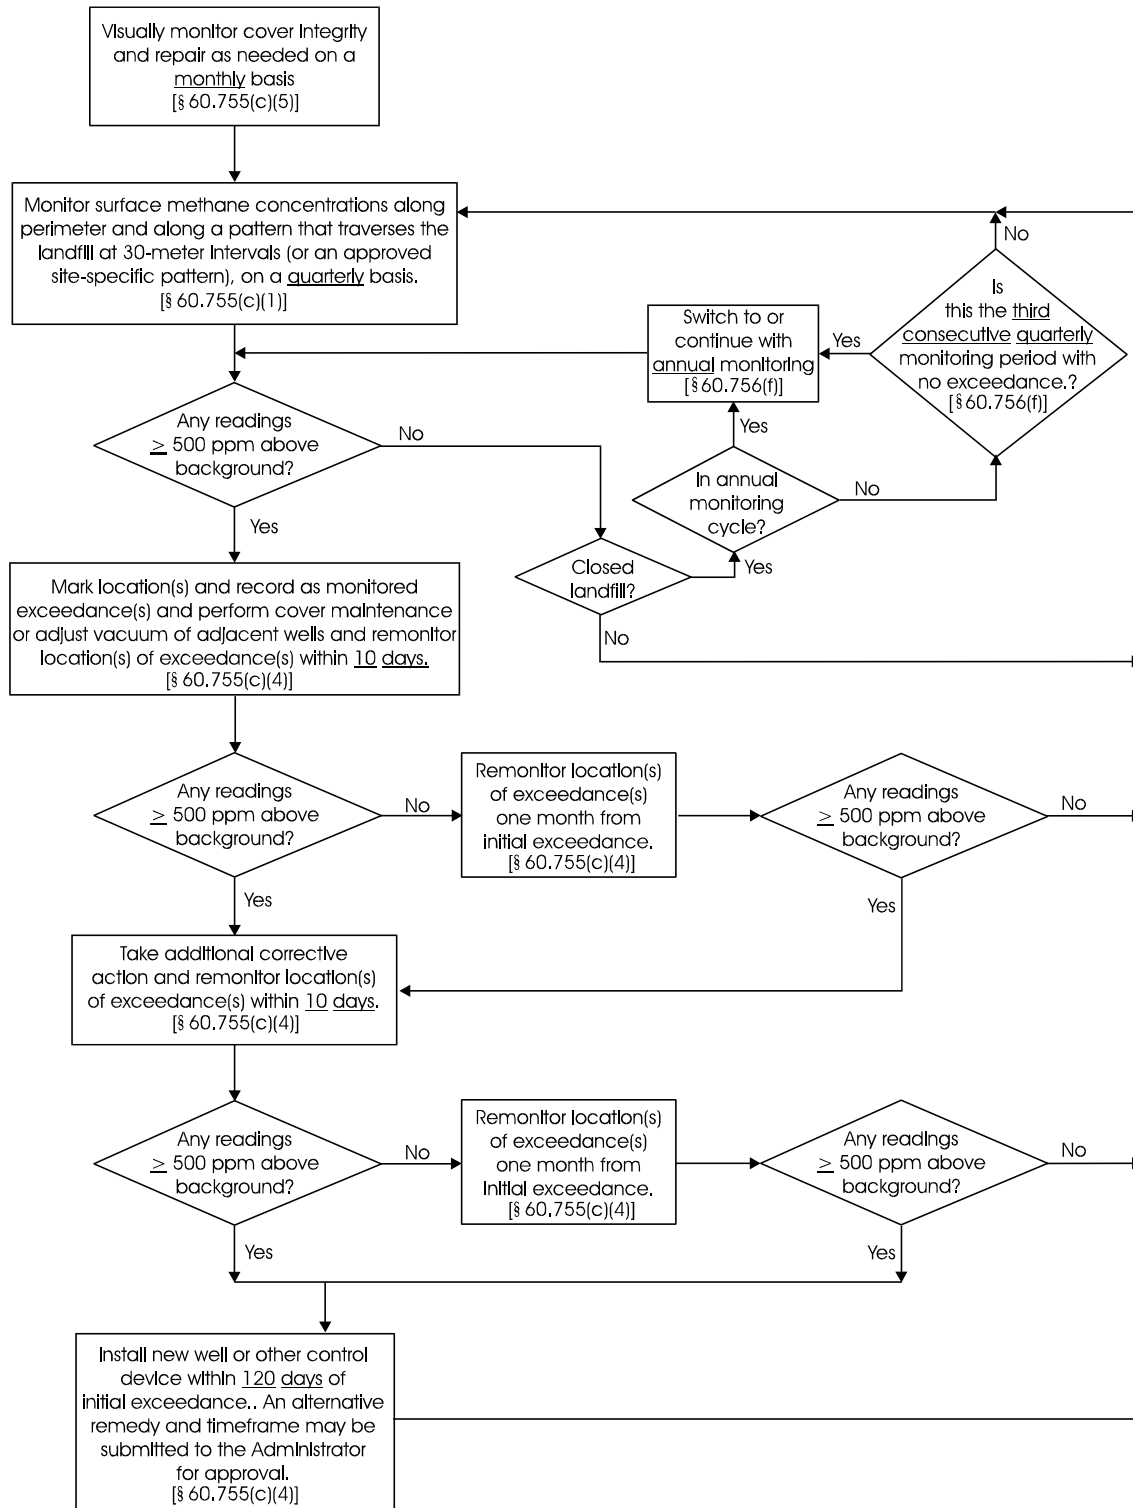 Visually monitor cover integrity
and repair as needed on a
monthly basis
[§ 60.755(c)(5)]
Monitor surface methane concentrations along
perimeter and along a pattern that traverses the
landfill at 30-meter intervals (or an approved
site-specific pattern), on a quarterly basis.
[§ 60.755(c)(1)]
No
Is
this the third
consecutive quarterly
monitoring period with
no exceedance.?
[§ 60.756(f)]
Yes
Switch to or
continue with
annual monitoring
[§ 60.756(f)]
Any readings
≥ 500 ppm above
background?
No
Yes
In annual
monitoring
cycle?
No
Yes
Closed
landfill?
Yes
No
Mark location(s) and record as monitored
exceedance(s) and perform cover maintenance
or adjust vacuum of adjacent wells and remonitor
location(s) of exceedance(s) within 10 days.
[§ 60.755(c)(4)]
Any readings
≥ 500 ppm above
background?
No
Remonitor location(s)
of exceedance(s)
one month from
initial exceedance.
[§ 60.755(c)(4)]
Any readings
≥ 500 ppm above
background?
No
Yes
Yes
Take additional corrective
action and remonitor location(s)
of exceedance(s) within 10 days.
[§ 60.755(c)(4)]
Any readings
≥ 500 ppm above
background?
No
Remonitor location(s)
of exceedance(s)
one month from
initial exceedance.
[§ 60.755(c)(4)]
Any readings
≥ 500 ppm above
background?
No
Yes
Yes
Install new well or other control
device within 120 days of
initial exceedance.. An alternative
remedy and timeframe may be
submitted to the Administrator
for approval.
[§ 60.755(c)(4)]